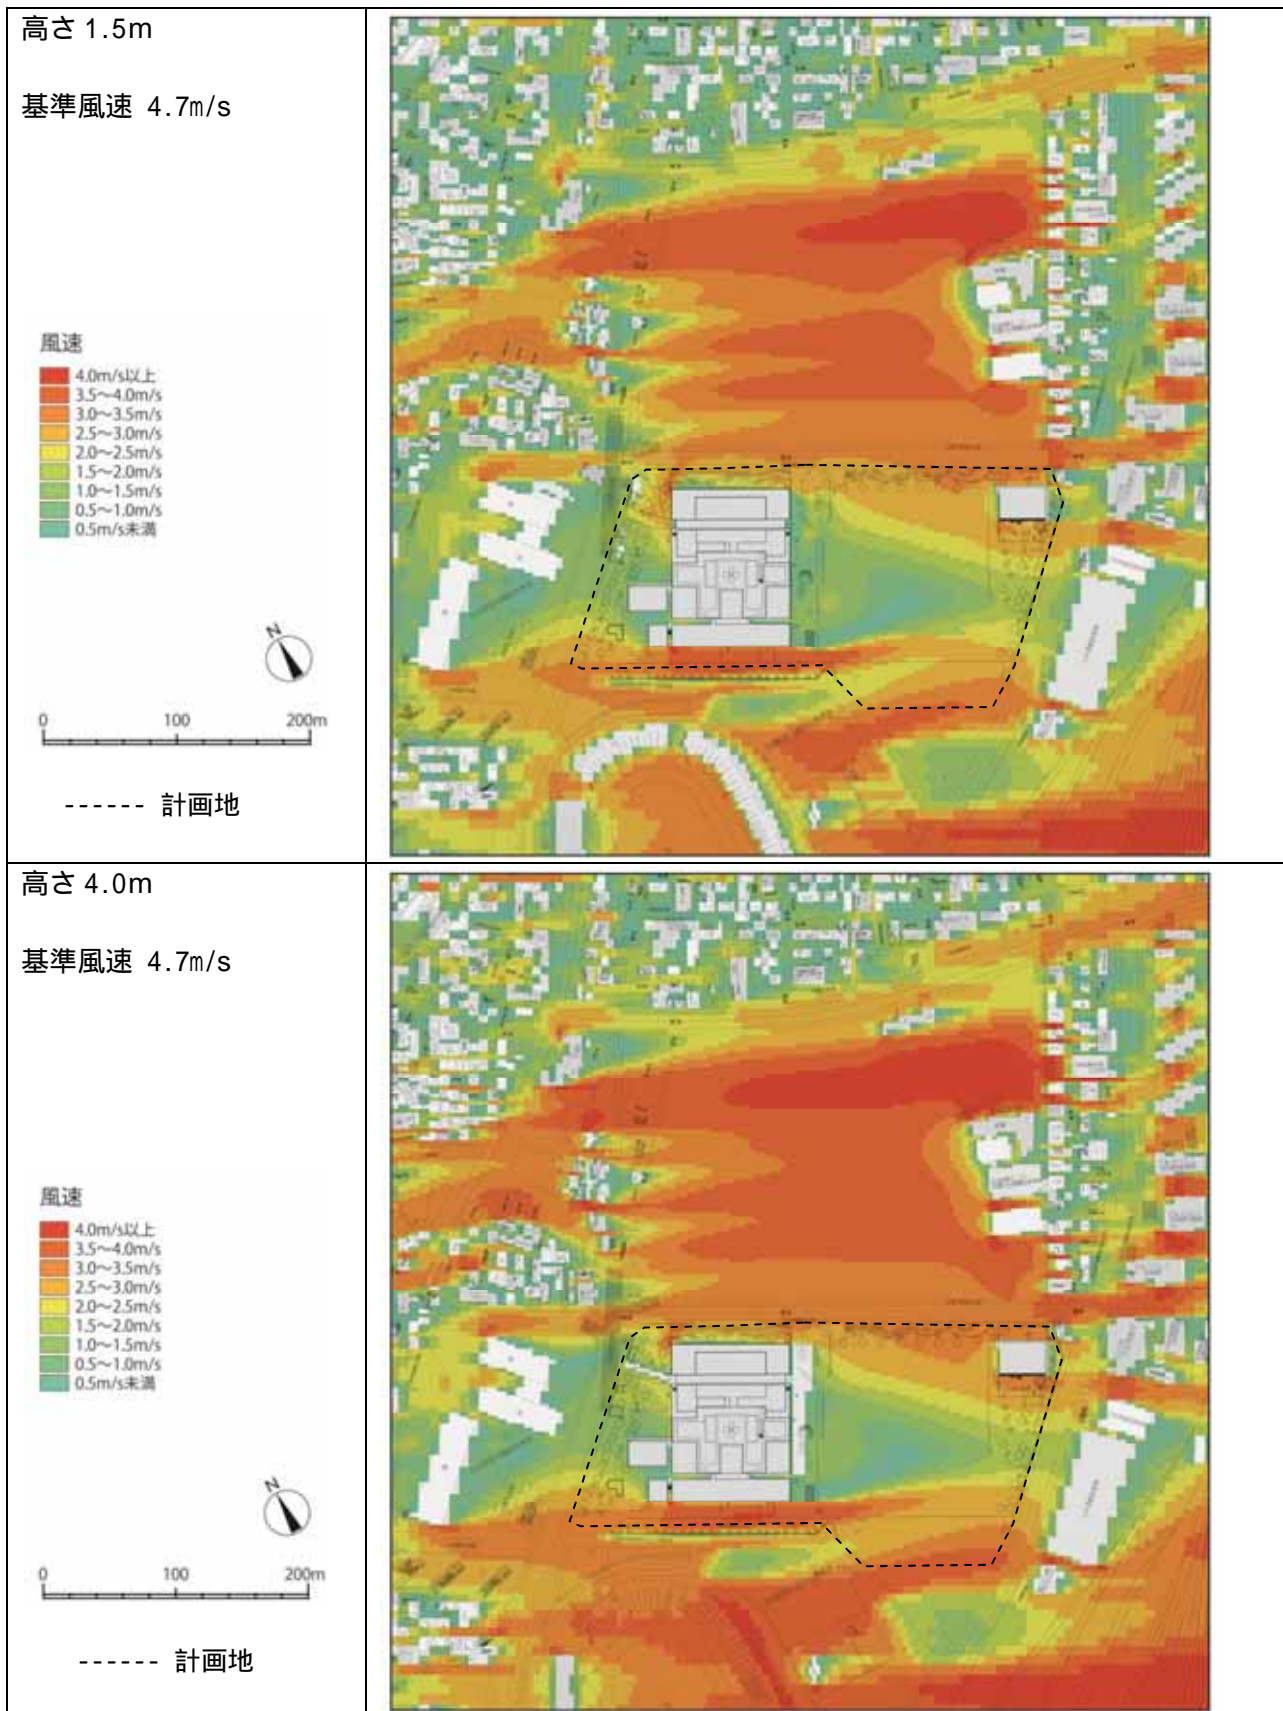 高さ 1.5m
基準風速 4.7㎧
風速
4.0m/s以上
3.5～4.0m/s
3.0～3.5m/s
2.5～3.0m/s
2.0～2.5m/s
1.5～2.0m/s
1.0～1.5m/s
0.5～1.0m/s
0.5m/s未満
N
0 100 200m
------ 計画地
高さ 4.0m
基準風速 4.7㎧
風速
4.0m/s以上
3.5～4.0m/s
3.0～3.5m/s
2.5～3.0m/s
2.0～2.5m/s
1.5～2.0m/s
1.0～1.5m/s
0.5～1.0m/s
0.5m/s未満
N
0 100 200m
------ 計画地